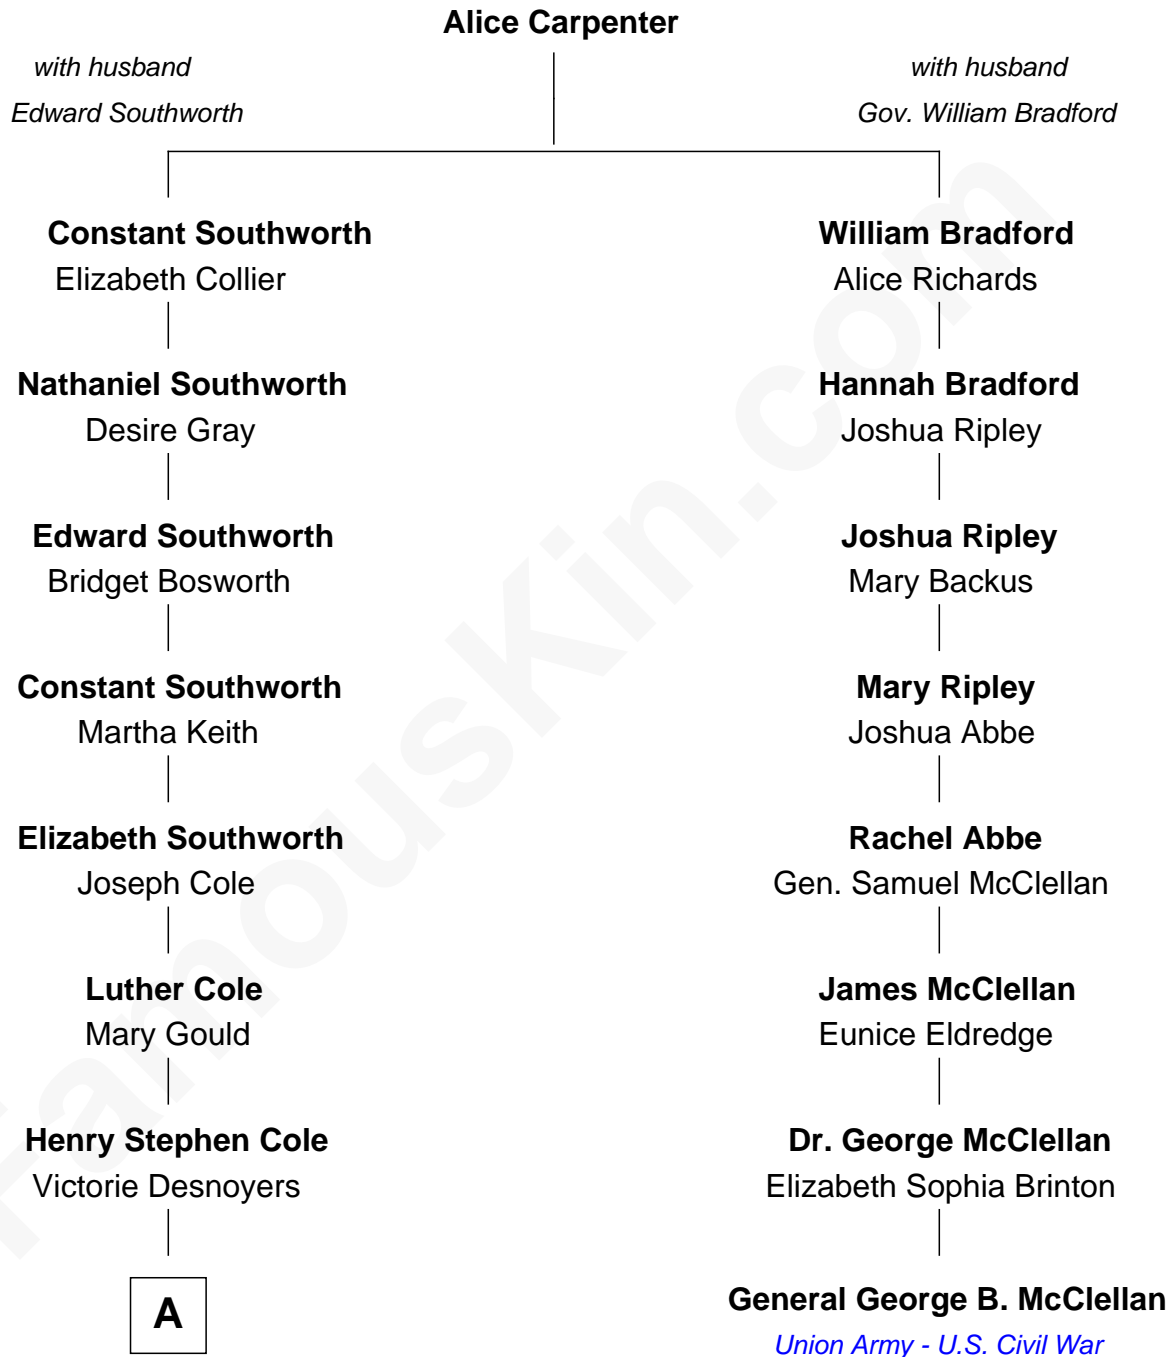 Alice Carpenter
with husband
Edward Southworth
with husband
Gov. William Bradford
Constant Southworth
Elizabeth Collier
William Bradford
Alice Richards
Nathaniel Southworth
Desire Gray
Hannah Bradford
Joshua Ripley
Edward Southworth
Bridget Bosworth
Joshua Ripley
Mary Backus
Constant Southworth
Martha Keith
Mary Ripley
Joshua Abbe
Elizabeth Southworth
Joseph Cole
Rachel Abbe
Gen. Samuel McClellan
Luther Cole
Mary Gould
James McClellan
Eunice Eldredge
Henry Stephen Cole
Victorie Desnoyers
Dr. George McClellan
Elizabeth Sophia Brinton
A
General George B. McClellan
Union Army - U.S. Civil War
FamousKin.com